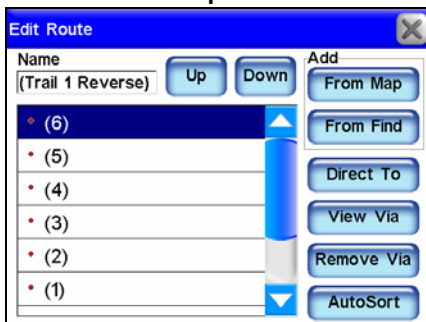 Edit Route
Name
(Trail 1 Reverse)
Up
Down
Add
From Map
From Find
(6)
(5)
(4)
(3)
(2)
(1)
Direct To
View Via
Remove Via
AutoSort